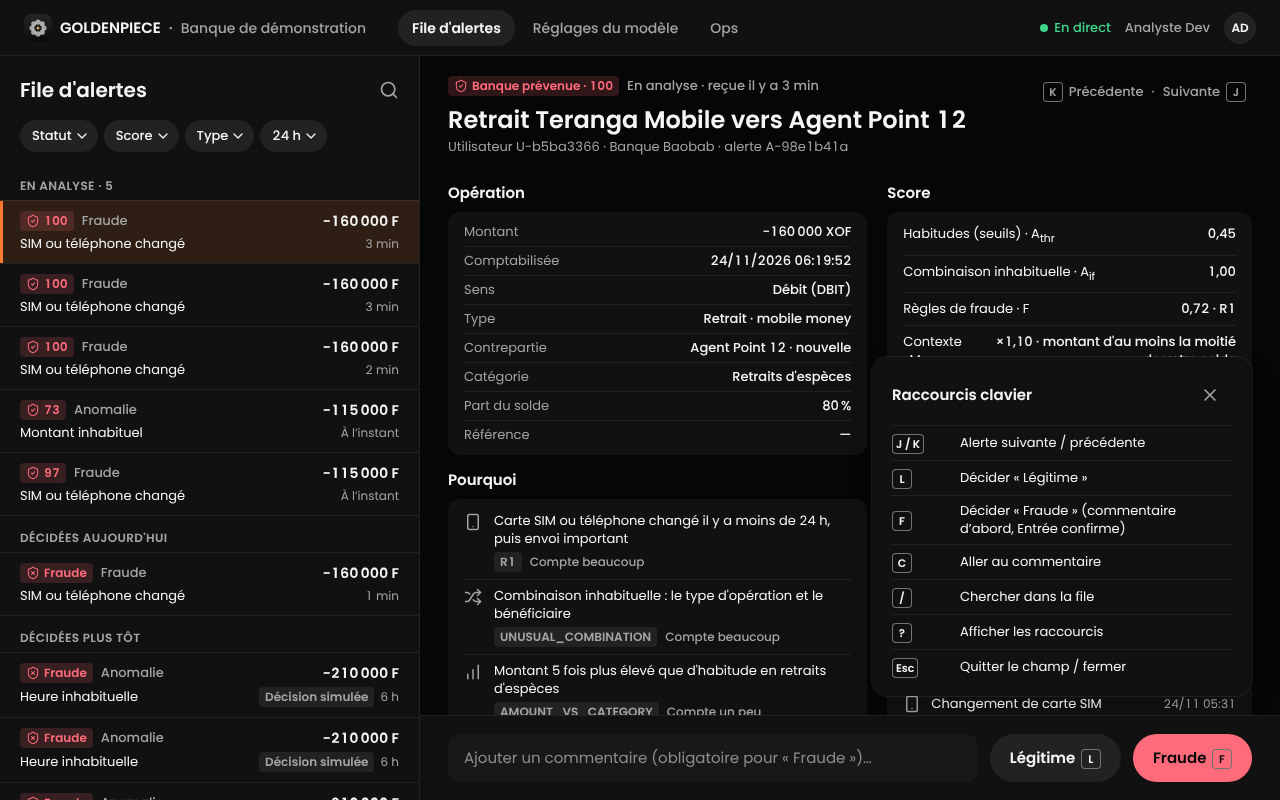 GOLDENPIECE · Banque de démonstration
File d'alertes
Réglages du modèle
Ops
En direct
Analyste Dev
AD
File d'alertes
Statut
Score
Type
24 h
EN ANALYSE · 5
100 Fraude −160 000 F
SIM ou téléphone changé 3 min
100 Fraude −160 000 F
SIM ou téléphone changé 3 min
100 Fraude −160 000 F
SIM ou téléphone changé 2 min
73 Anomalie −115 000 F
Montant inhabituel À l'instant
97 Fraude −115 000 F
SIM ou téléphone changé À l'instant
DÉCIDÉES AUJOURD'HUI
Fraude Fraude −160 000 F
SIM ou téléphone changé 1 min
DÉCIDÉES PLUS TÔT
Fraude Anomalie −210 000 F
Heure inhabituelle Décision simulée 6 h
Fraude Anomalie −210 000 F
Heure inhabituelle Décision simulée 6 h
Banque prévenue · 100 En analyse · reçue il y a 3 min
K Précédente · Suivante J
Retrait Teranga Mobile vers Agent Point 12
Utilisateur U-b5ba3366 · Banque Baobab · alerte A-98e1b41a
Opération
Montant −160 000 XOF
Comptabilisée 24/11/2026 06:19:52
Sens Débit (DBIT)
Type Retrait · mobile money
Contrepartie Agent Point 12 · nouvelle
Catégorie Retraits d'espèces
Part du solde 80 %
Référence —
Pourquoi
Carte SIM ou téléphone changé il y a moins de 24 h,
puis envoi important
R1 Compte beaucoup
Combinaison inhabituelle : le type d'opération et le
bénéficiaire
UNUSUAL_COMBINATION Compte beaucoup
Montant 5 fois plus élevé que d'habitude en retraits
d'espèces
AMOUNT_VS_CATEGORY Compte un peu
Score
Habitudes (seuils) · Athr 0,45
Combinaison inhabituelle · Aif 1,00
Règles de fraude · F 0,72 · R1
Contexte ×1,10 · montant d'au moins la moitié
Raccourcis clavier
J / K Alerte suivante / précédente
L Décider « Légitime »
F Décider « Fraude » (commentaire
d'abord, Entrée confirme)
C Aller au commentaire
/ Chercher dans la file
? Afficher les raccourcis
Esc Quitter le champ / fermer
Changement de carte SIM 24/11 05:31
Ajouter un commentaire (obligatoire pour « Fraude »)…
Légitime L
Fraude F